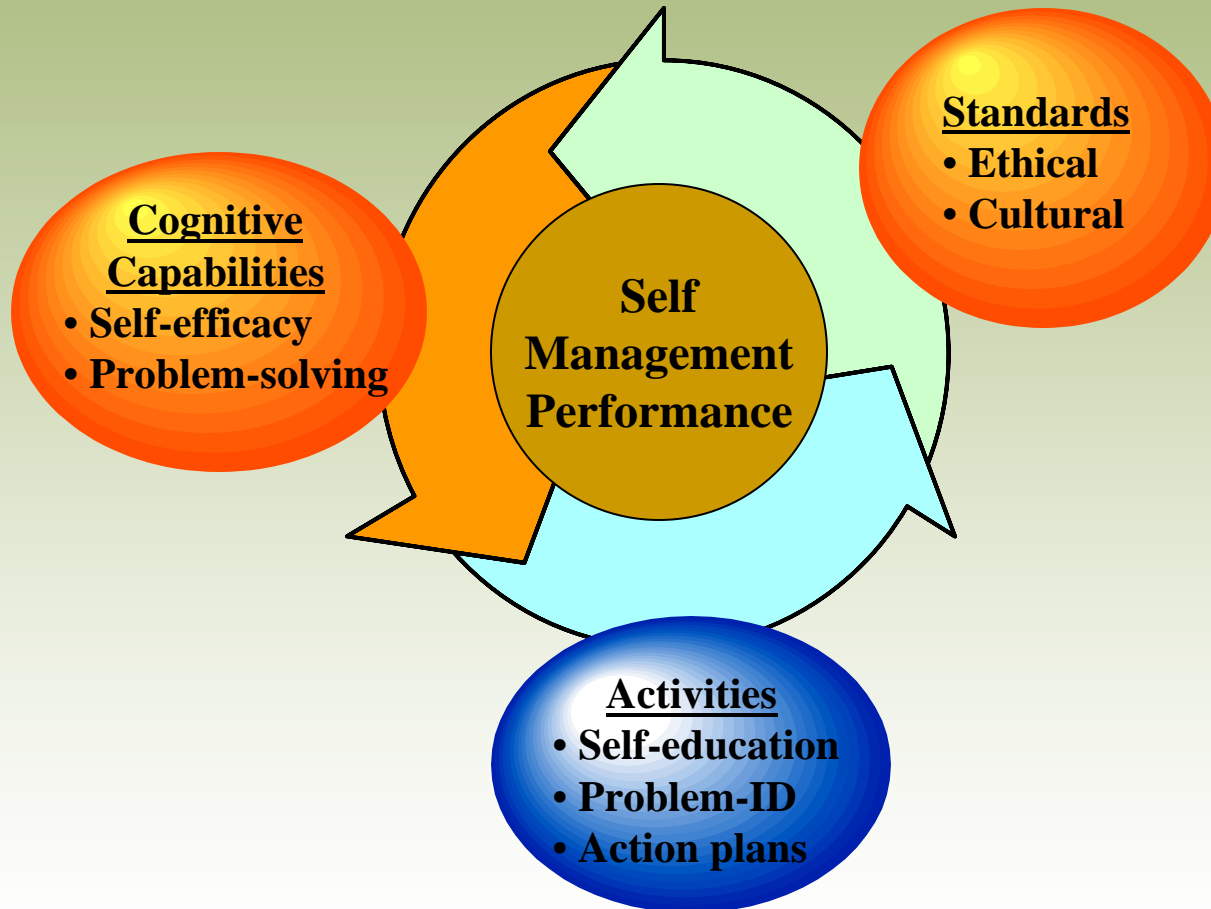 Standards
• Ethical
• Cultural
Cognitive
Capabilities
• Self-efficacy
• Problem-solving
Self
Management
Performance
Activities
• Self-education
• Problem-ID
• Action plans